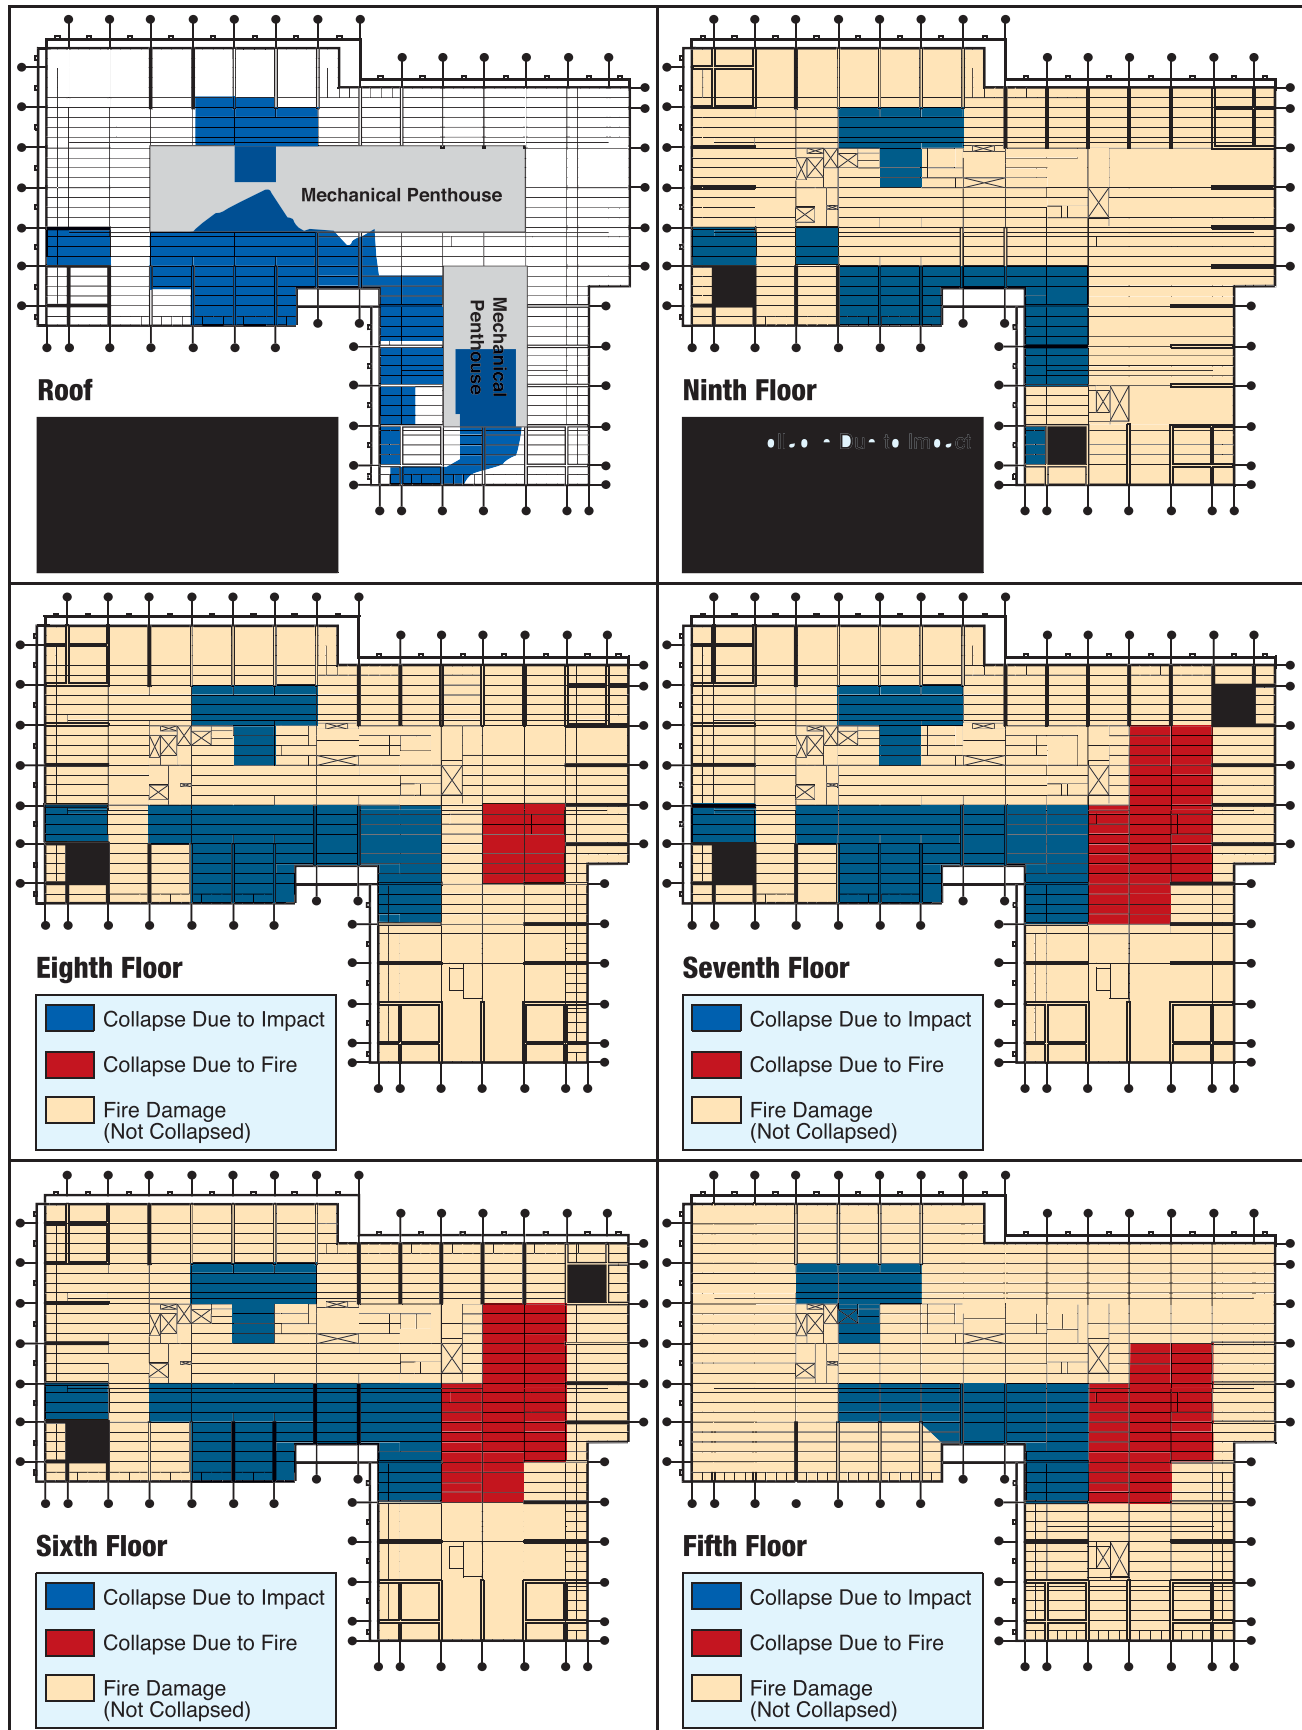 Mechanical Penthouse
Mechanical
Penthouse
Roof
Ninth Floor
Due to Impact
Eighth Floor
Collapse Due to Impact
Collapse Due to Fire
Fire Damage
(Not Collapsed)
Seventh Floor
Collapse Due to Impact
Collapse Due to Fire
Fire Damage
(Not Collapsed)
Sixth Floor
Collapse Due to Impact
Collapse Due to Fire
Fire Damage
(Not Collapsed)
Fifth Floor
Collapse Due to Impact
Collapse Due to Fire
Fire Damage
(Not Collapsed)